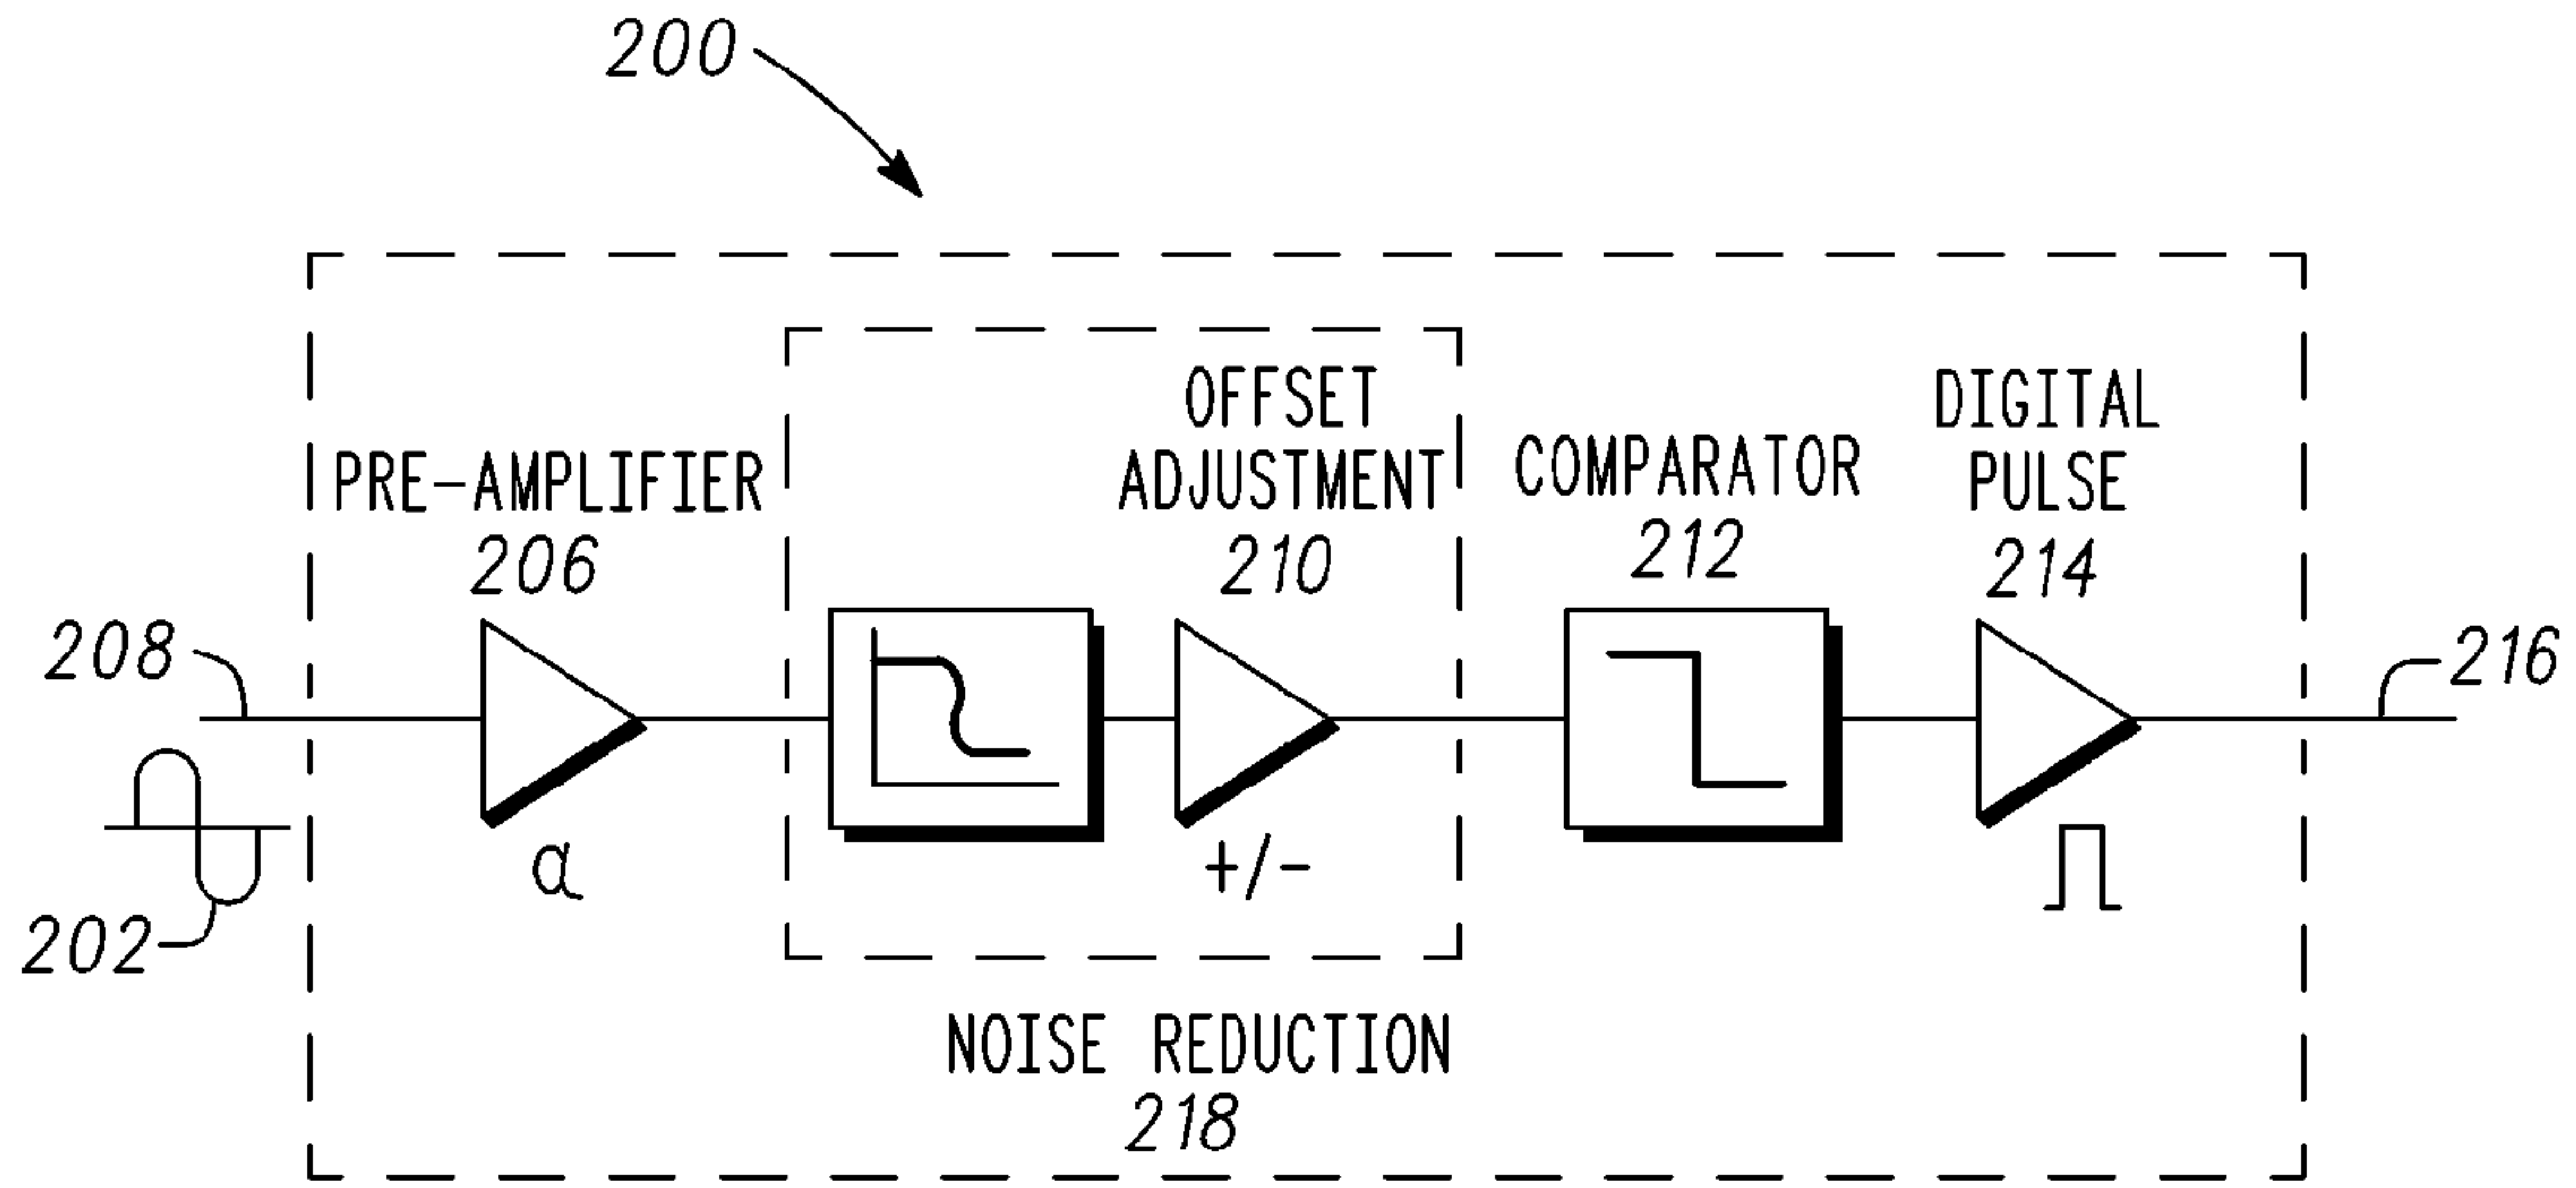 200
OFFSET
ADJUSTMENT
210
DIGITAL
PULSE
214
PRE-AMPLIFIER
206
COMPARATOR
212
208
216
202
α
+/-
NOISE REDUCTION
218